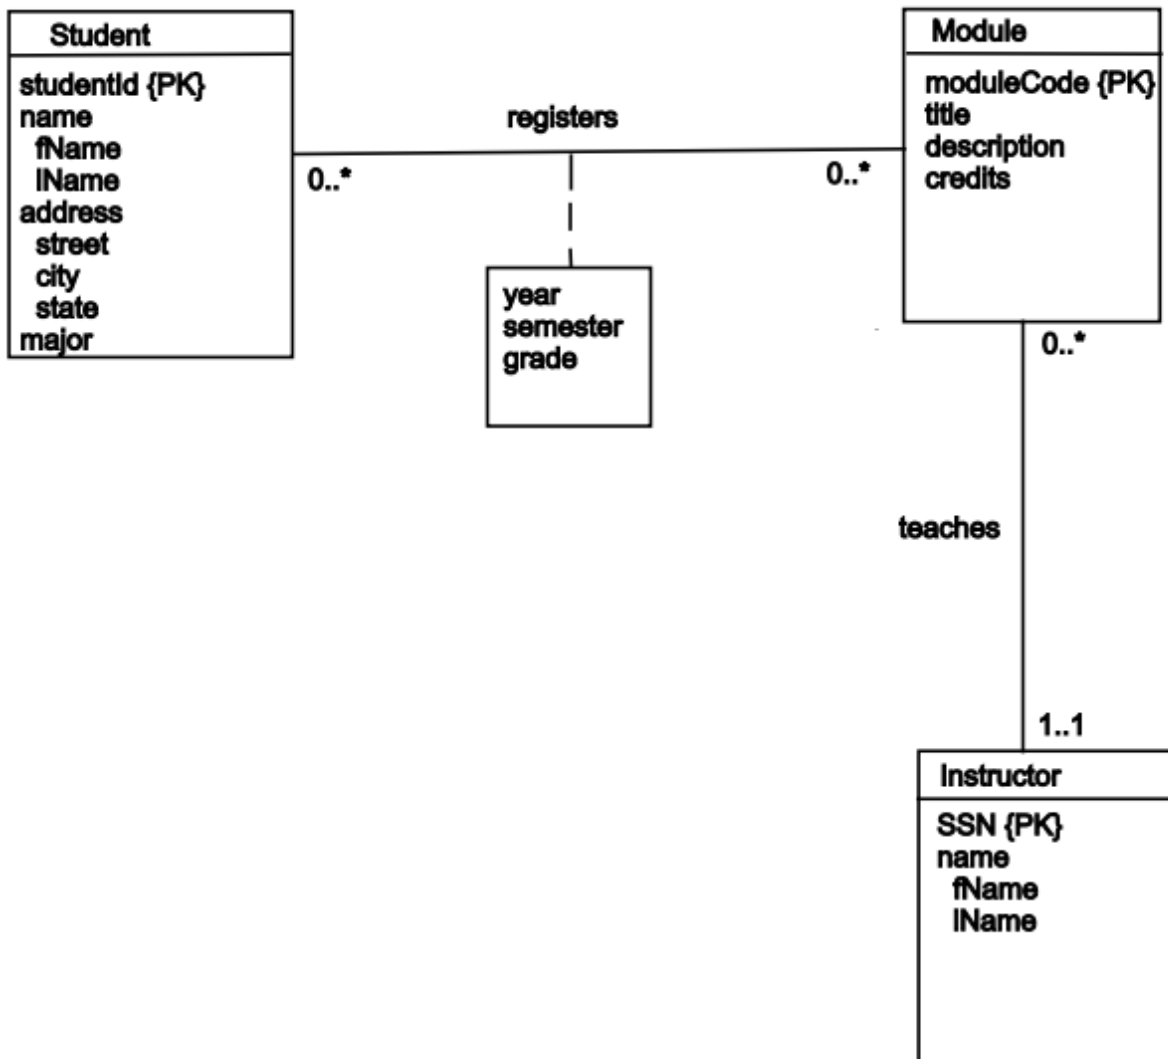 Student
studentId {PK}
name
fName
lName
address
street
city
state
major
registers
0..*
0..*
year
semester
grade
Module
moduleCode {PK}
title
description
credits
0..*
teaches
1..1
Instructor
SSN {PK}
name
fName
lName